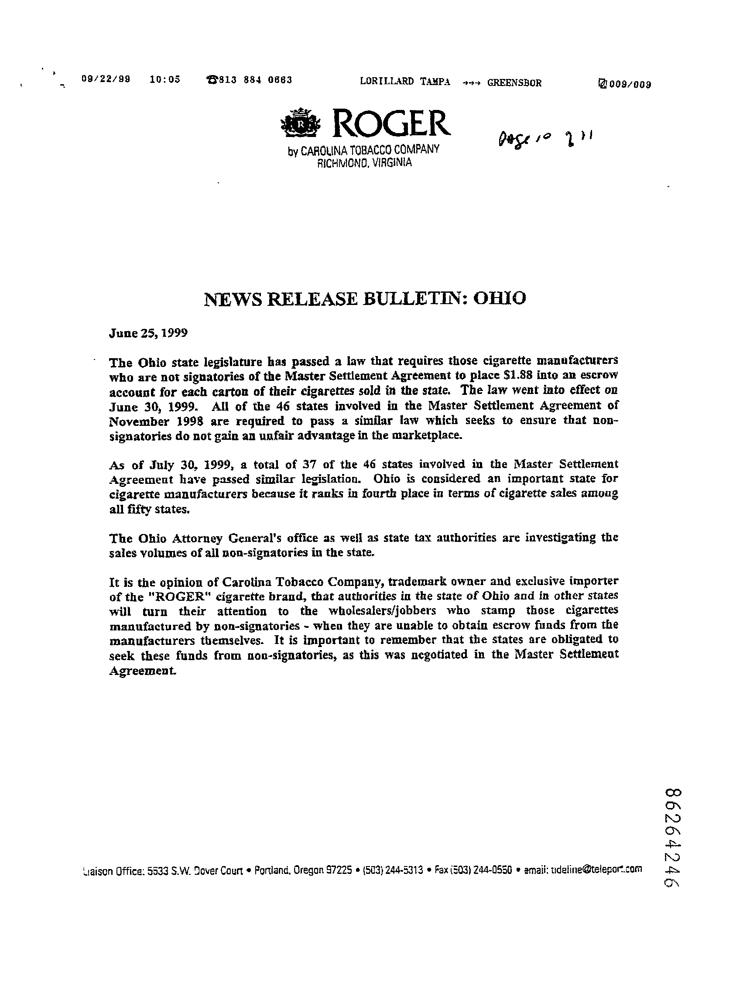 09/22/99 10:05 ☎813 884 0663 LORILLARD TAMPA →→→ GREENSBOR 009/009
ROGER
by CAROLINA TOBACCO COMPANY
RICHMOND, VIRGINIA
Page 10 of 11
NEWS RELEASE BULLETIN: OHIO
June 25, 1999
The Ohio state legislature has passed a law that requires those cigarette manufacturers
who are not signatories of the Master Settlement Agreement to place $1.88 into an escrow
account for each carton of their cigarettes sold in the state. The law went into effect on
June 30, 1999. All of the 46 states involved in the Master Settlement Agreement of
November 1998 are required to pass a similar law which seeks to ensure that non-
signatories do not gain an unfair advantage in the marketplace.
As of July 30, 1999, a total of 37 of the 46 states involved in the Master Settlement
Agreement have passed similar legislation. Ohio is considered an important state for
cigarette manufacturers because it ranks in fourth place in terms of cigarette sales among
all fifty states.
The Ohio Attorney General's office as well as state tax authorities are investigating the
sales volumes of all non-signatories in the state.
It is the opinion of Carolina Tobacco Company, trademark owner and exclusive importer
of the "ROGER" cigarette brand, that authorities in the state of Ohio and in other states
will turn their attention to the wholesalers/jobbers who stamp those cigarettes
manufactured by non-signatories - when they are unable to obtain escrow funds from the
manufacturers themselves. It is important to remember that the states are obligated to
seek these funds from non-signatories, as this was negotiated in the Master Settlement
Agreement.
Liaison Office: 5533 S.W. Dover Court • Portland, Oregon 97225 • (503) 244-5313 • Fax (503) 244-0550 • email: tideline@teleport.com
86264246